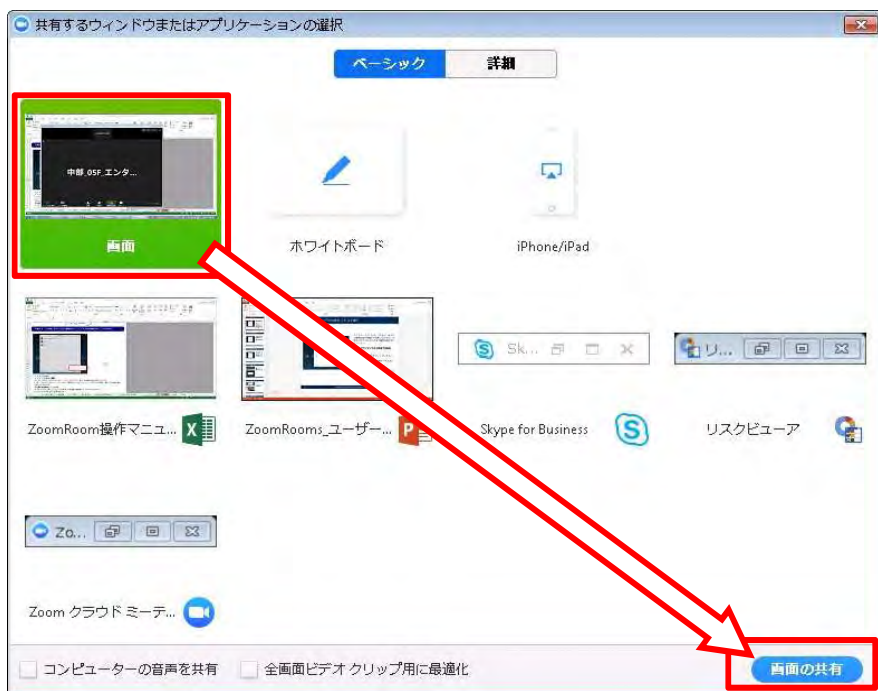 共有するウィンドウまたはアプリケーションの選択
ベーシック
詳細
中部_OSF_エンタ...
画面
ホワイトボード
iPhone/iPad
Sk...
リ...
ZoomRoom操作マニュ...
ZoomRooms_ユーザー...
Skype for Business
リスクビューア
Zo...
Zoom クラウド ミーテ...
コンピューターの音声を共有
全画面ビデオ クリップ用に最適化
画面の共有